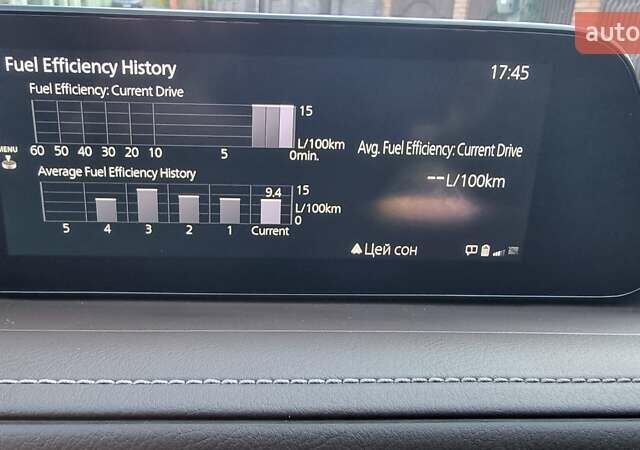 auto
Fuel Efficiency History
17:45
Fuel Efficiency: Current Drive
15
L/100km
MENU
60 50 40 30 20 10 5 0min.
Avg. Fuel Efficiency: Current Drive
--L/100km
Average Fuel Efficiency History
9.4
15
L/100km
0
5 4 3 2 1 Current
Цей сон